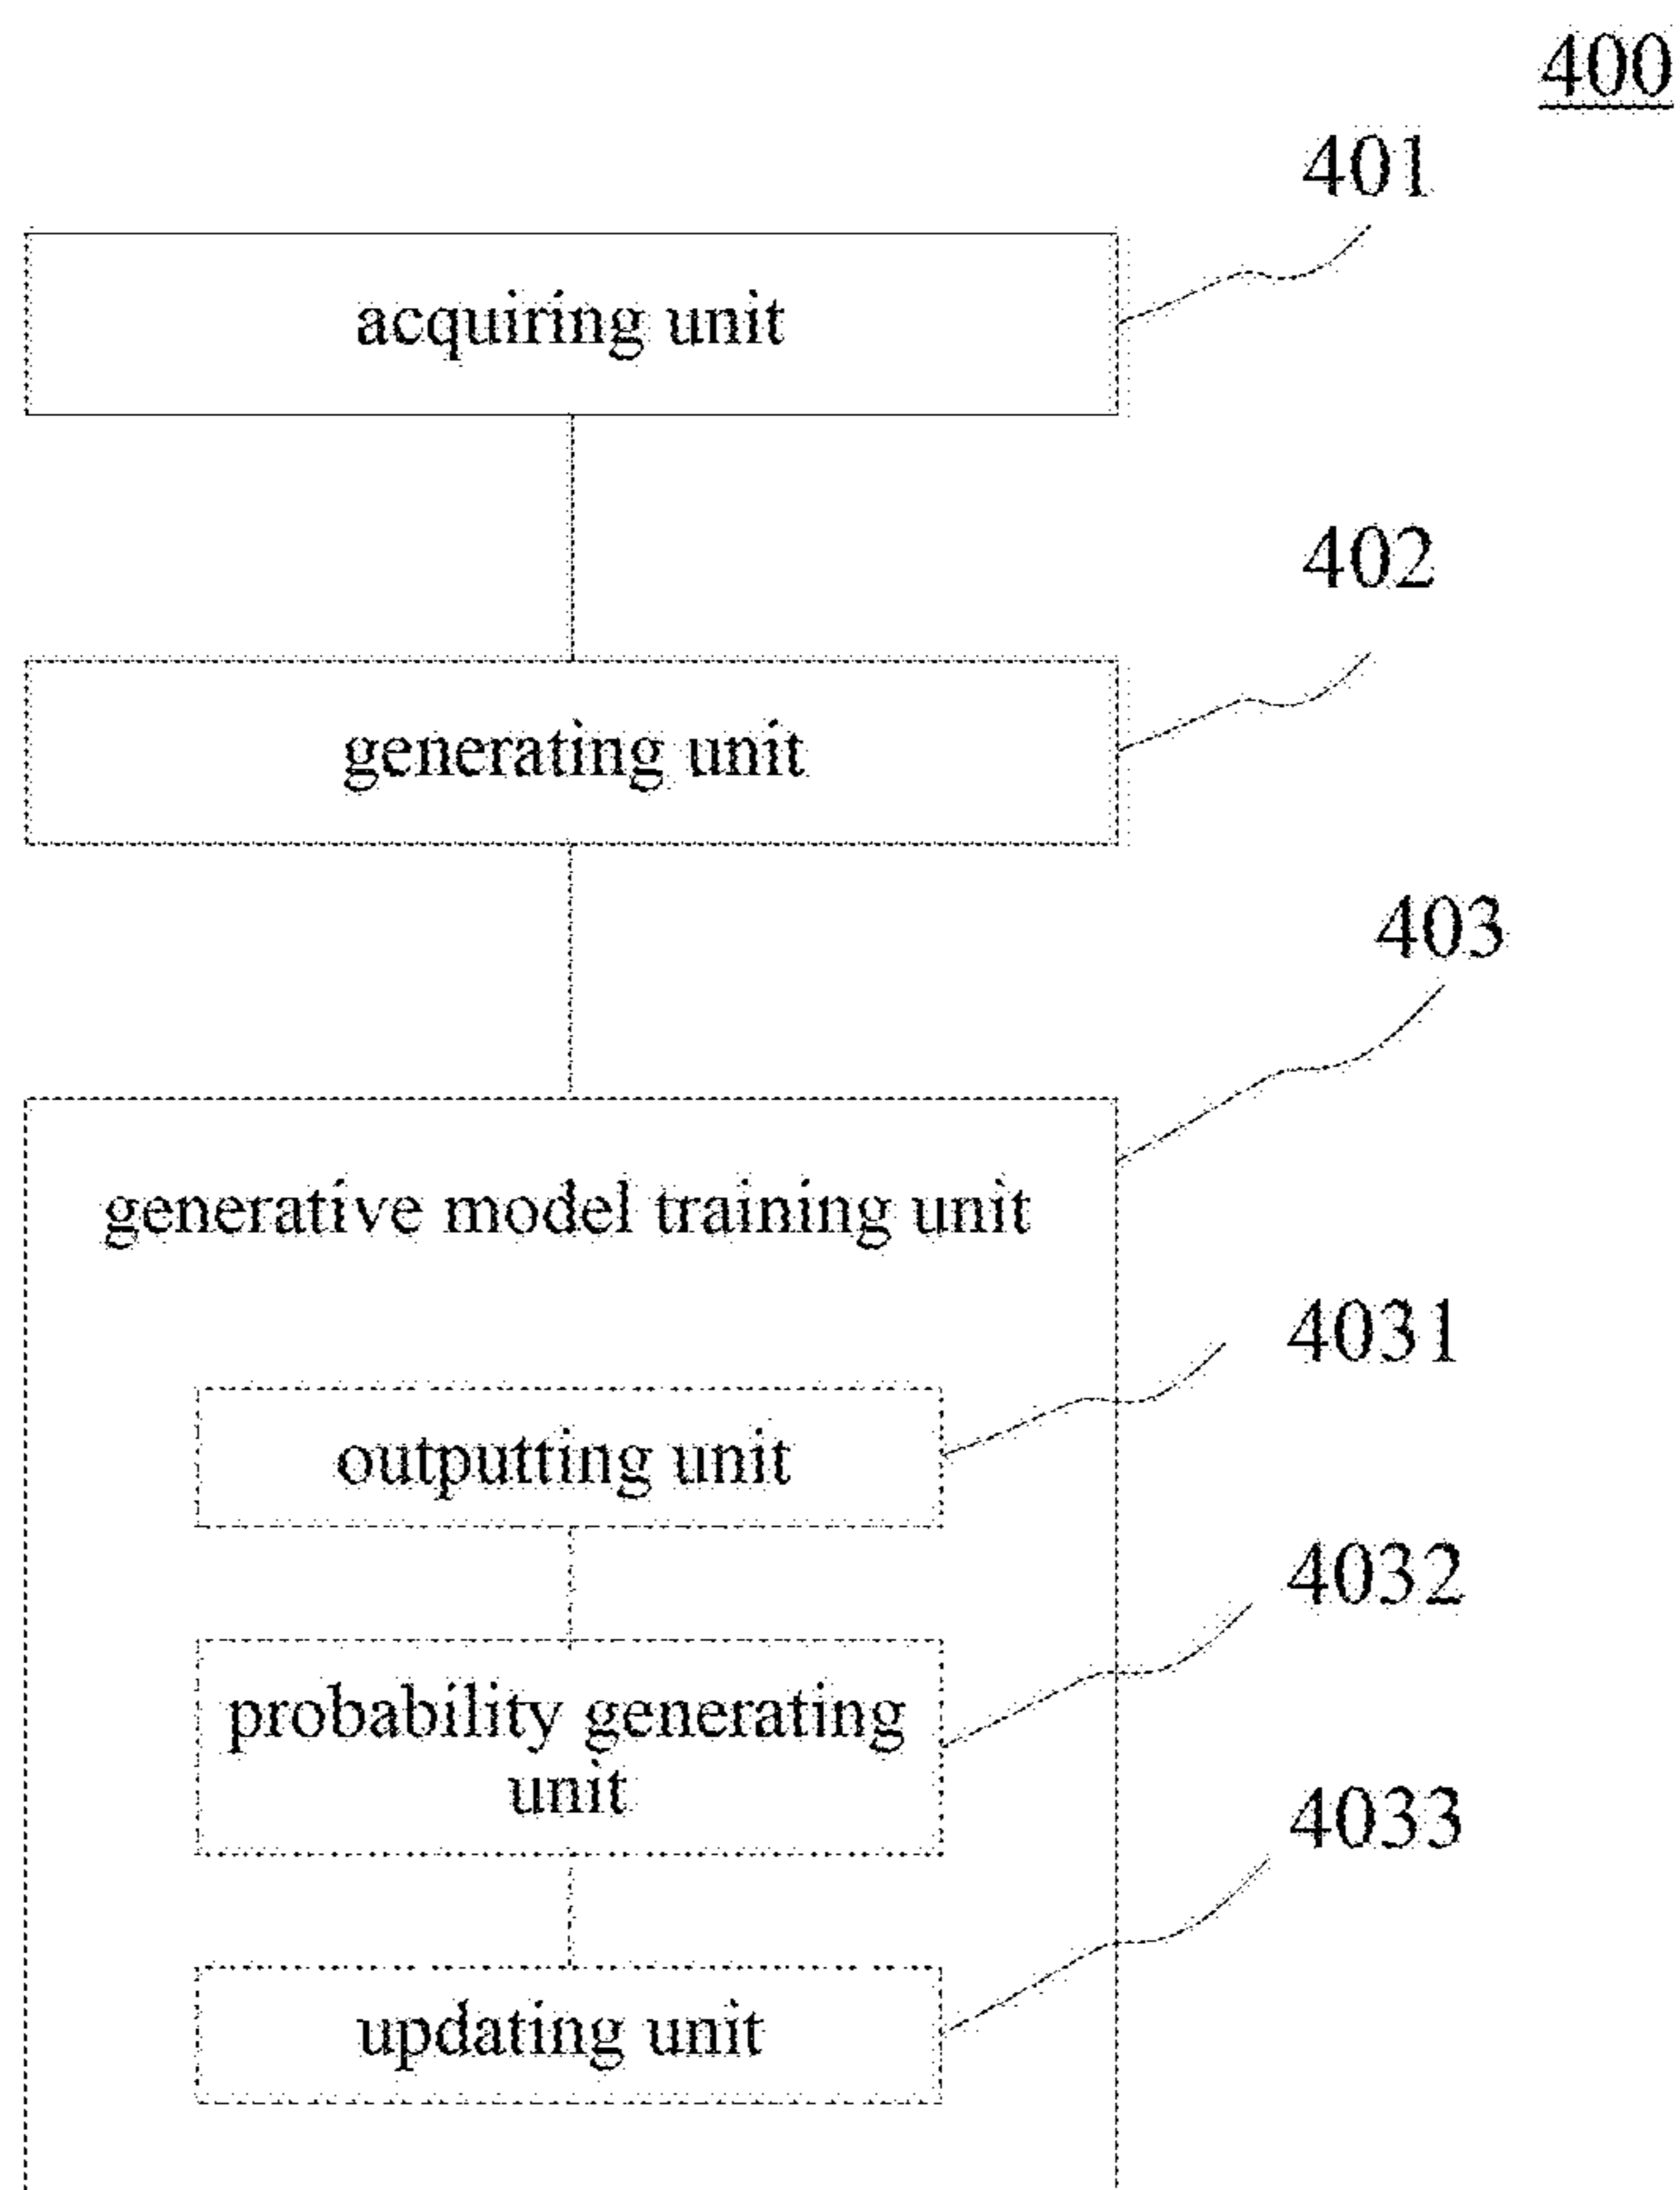 400
401
acquiring unit
402
generating unit
403
generative model training unit
4031
outputting unit
4032
probability generating
unit
4033
updating unit